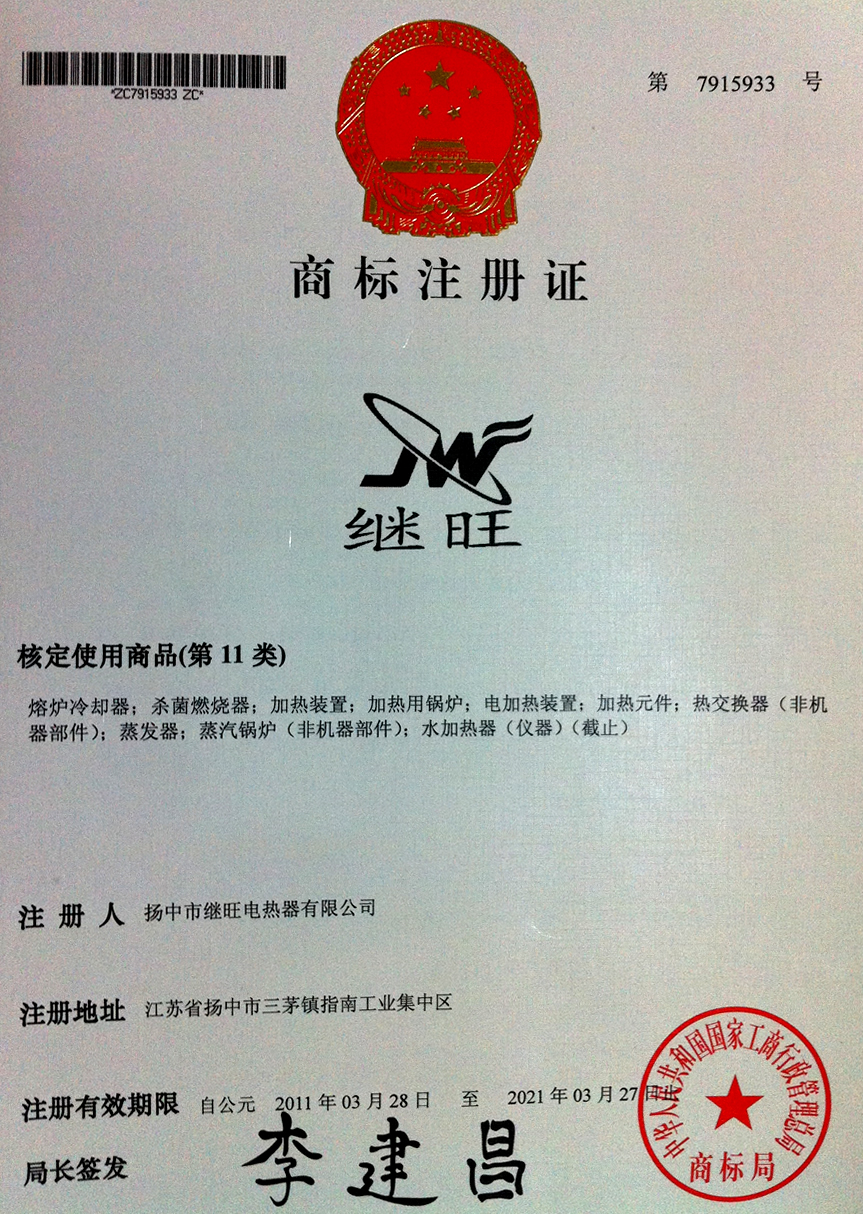 *ZC7915933 ZC*
第 7915933 号
商标注册证
JW
继旺
核定使用商品(第 11 类)
熔炉冷却器；杀菌燃烧器；加热装置；加热用锅炉；电加热装置；加热元件；热交换器（非机
器部件）；蒸发器；蒸汽锅炉（非机器部件）；水加热器（仪器）（截止）
注册人 扬中市继旺电热器有限公司
注册地址 江苏省扬中市三茅镇指南工业集中区
注册有效期限 自公元 2011 年 03 月 28 日 至 2021 年 03 月 27 日止
局长签发 李建昌
中华人民共和国国家工商行政管理总局
商标局